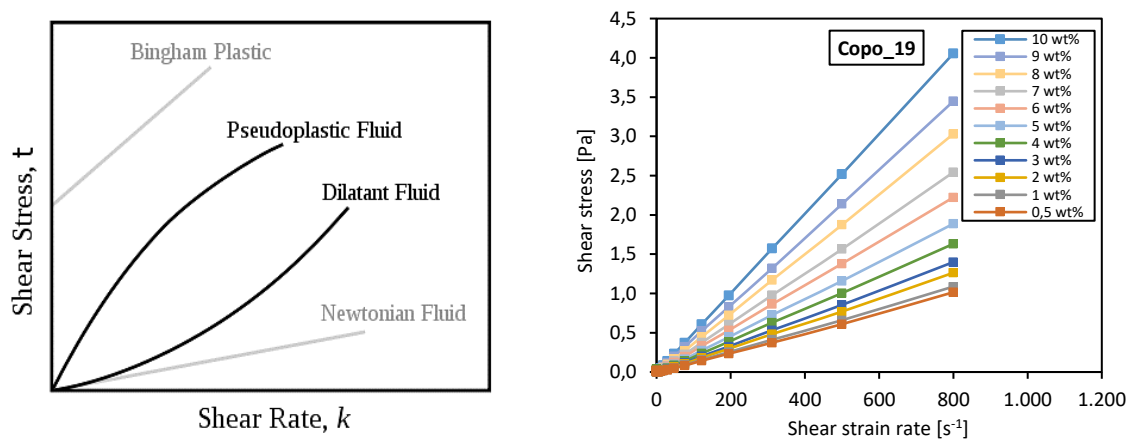 Bingham Plastic
Pseudoplastic Fluid
Dilatant Fluid
Newtonian Fluid
Shear Stress, t
Shear Rate, k
Copo_19
4,5
4,0
3,5
3,0
2,5
2,0
1,5
1,0
0,5
0,0
Shear stress [Pa]
0
200
400
600
800
1.000
1.200
Shear strain rate [s⁻¹]
10 wt%
9 wt%
8 wt%
7 wt%
6 wt%
5 wt%
4 wt%
3 wt%
2 wt%
1 wt%
0,5 wt%